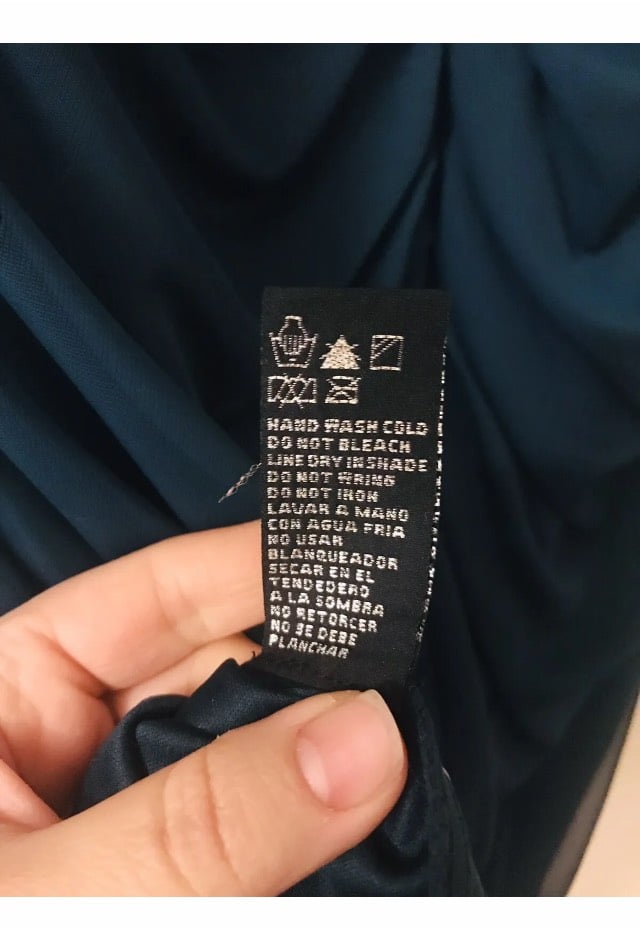 HAND WASH COLD
DO NOT BLEACH
LINE DRY IN SHADE
DO NOT WRING
DO NOT IRON
LAVAR A MANO
CON AGUA FRIA
NO USAR
BLANQUEADOR
SECAR EN EL
TENDEDERO
A LA SOMBRA
NO RETORCER
NO SE DEBE
PLANCHAR